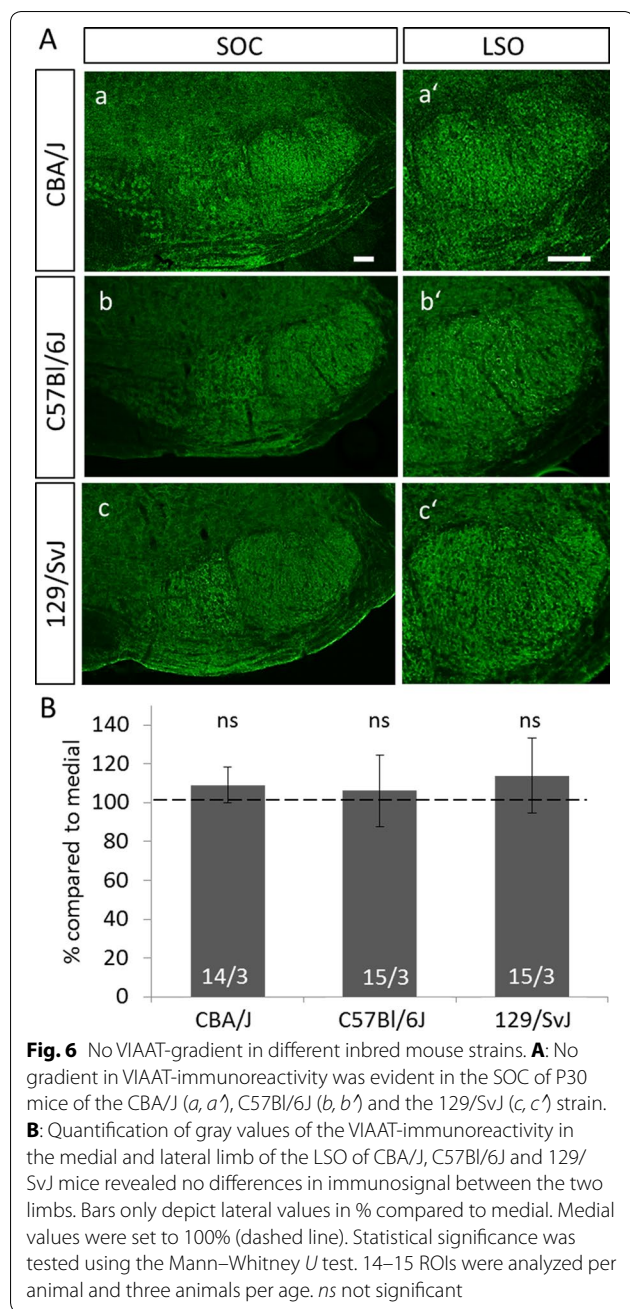 A
SOC
LSO
CBA/J
a
a‘
C57Bl/6J
b
b‘
129/SvJ
c
c‘
B
% compared to medial
140
120
100
80
60
40
20
0
ns
ns
ns
14/3
15/3
15/3
CBA/J
C57Bl/6J
129/SvJ
Fig. 6 No VIAAT-gradient in different inbred mouse strains. A: No
gradient in VIAAT-immunoreactivity was evident in the SOC of P30
mice of the CBA/J (a, a′), C57Bl/6J (b, b′) and the 129/SvJ (c, c′) strain.
B: Quantification of gray values of the VIAAT-immunoreactivity in
the medial and lateral limb of the LSO of CBA/J, C57Bl/6J and 129/
SvJ mice revealed no differences in immunosignal between the two
limbs. Bars only depict lateral values in % compared to medial. Medial
values were set to 100% (dashed line). Statistical significance was
tested using the Mann–Whitney U test. 14–15 ROIs were analyzed per
animal and three animals per age. ns not significant